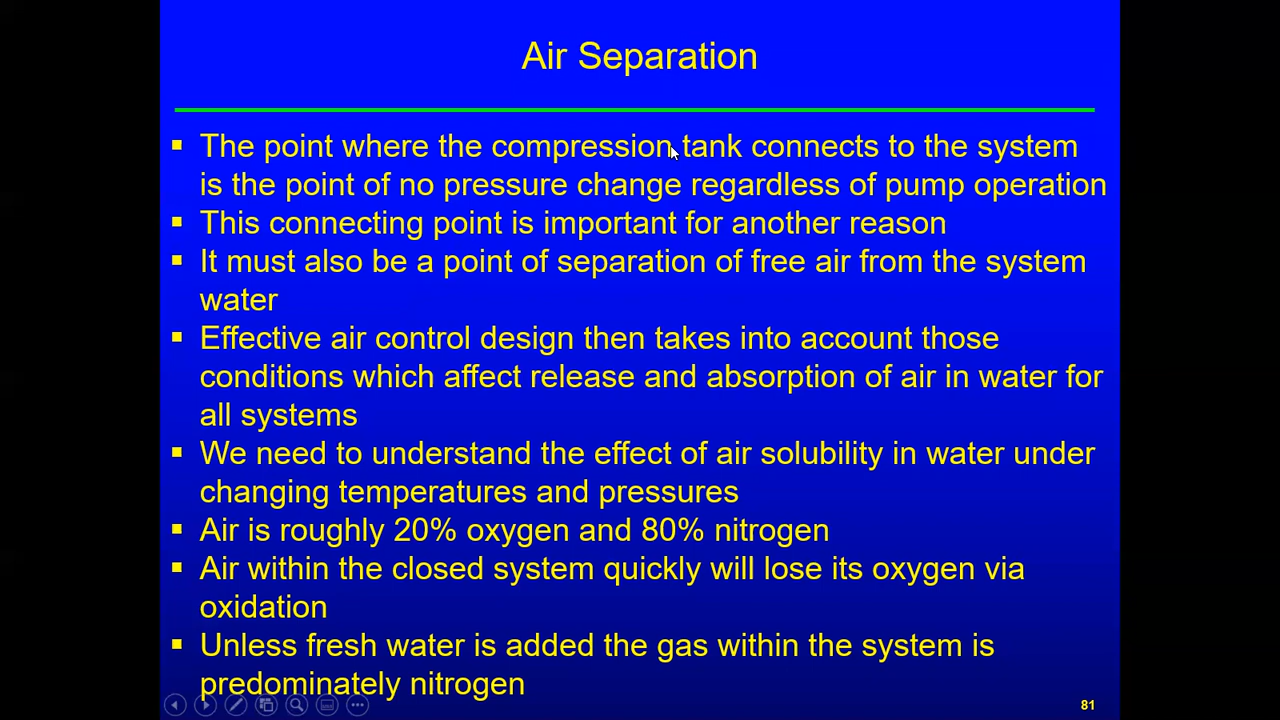 Air Separation
▪ The point where the compression tank connects to the system
is the point of no pressure change regardless of pump operation
▪ This connecting point is important for another reason
▪ It must also be a point of separation of free air from the system
water
▪ Effective air control design then takes into account those
conditions which affect release and absorption of air in water for
all systems
▪ We need to understand the effect of air solubility in water under
changing temperatures and pressures
▪ Air is roughly 20% oxygen and 80% nitrogen
▪ Air within the closed system quickly will lose its oxygen via
oxidation
▪ Unless fresh water is added the gas within the system is
predominately nitrogen
81